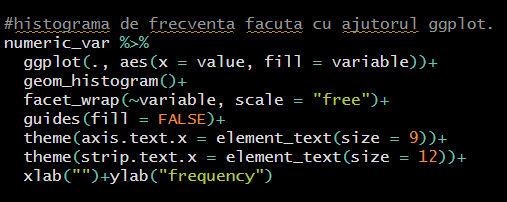 #histograma de frecventa facuta cu ajutorul ggplot.
numeric_var %>%
  ggplot(., aes(x = value, fill = variable))+
  geom_histogram()+
  facet_wrap(~variable, scale = "free")+
  guides(fill = FALSE)+
  theme(axis.text.x = element_text(size = 9))+
  theme(strip.text.x = element_text(size = 12))+
  xlab("")+ylab("frequency")